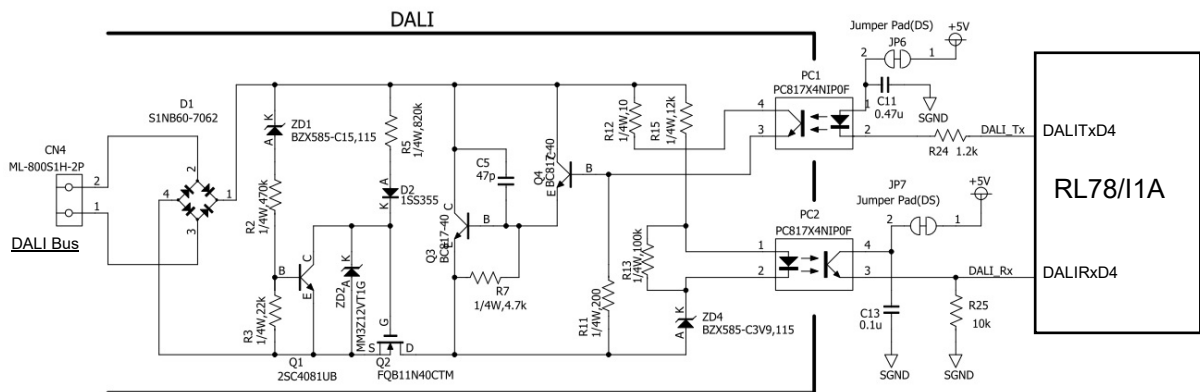 DALI
Jumper Pad(DS)
+5V
JP6
2
1
PC1
PC817X4NIP0F
C11
0.47u
SGND
D1
S1NB60-7062
CN4
ML-800S1H-2P
2
1
DALI Bus
2
4
1
3
K
A
ZD1
BZX585-C15,115
R2
1/4W,470k
R3
1/4W,22k
R5
1/4W,820k
A
K
D2
1SS355
B
C
E
Q1
2SC4081UB
K
A
ZD2
MM3Z12VT1G
G
S
D
Q2
FQB11N40CTM
C5
47p
Q3
BC817-40
C
E
B
Q4
BC817-40
C
E
B
R7
1/4W,4.7k
R12
1/4W,10
R15
1/4W,12k
R11
1/4W,200
R13
1/4W,100k
4
3
1
2
R24
1.2k
DALI_Tx
DALITxD4
RL78/I1A
JP7
Jumper Pad(DS)
+5V
2
1
PC2
PC817X4NIP0F
1
2
4
3
DALI_Rx
DALIRxD4
K
A
ZD4
BZX585-C3V9,115
C13
0.1u
R25
10k
SGND
SGND